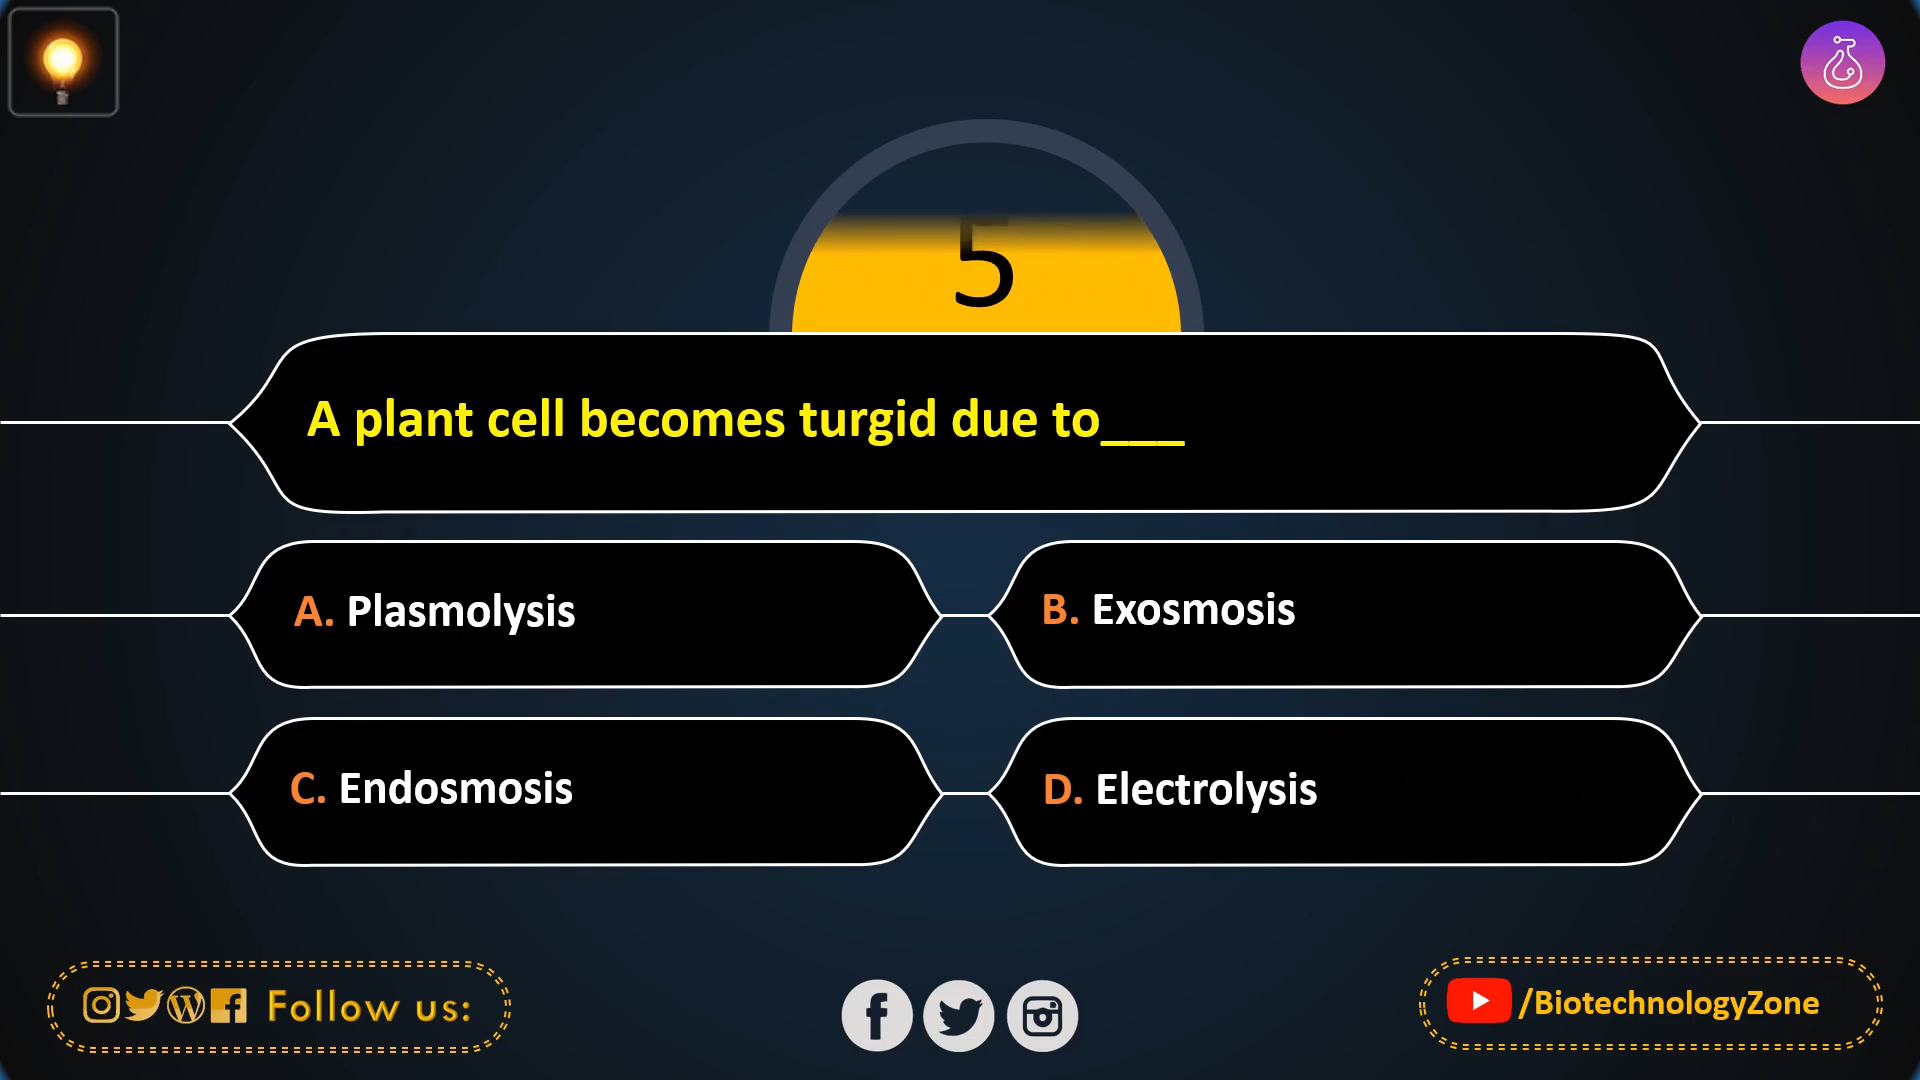 5
A plant cell becomes turgid due to___
A. Plasmolysis
B. Exosmosis
C. Endosmosis
D. Electrolysis
Follow us:
/BiotechnologyZone